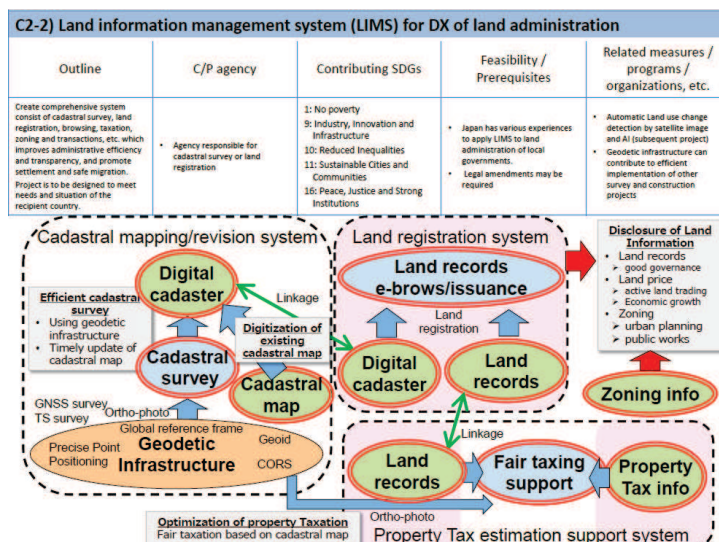 C2-2) Land information management system (LIMS) for DX of land administration
Outline
C/P agency
Contributing SDGs
Feasibility /
Prerequisites
Related measures /
programs /
organizations, etc.
Create comprehensive system
consist of cadastral survey, land
registration, browsing, taxation,
zoning and transactions, etc. which
improves administrative efficiency
and transparency, and promote
settlement and safe migration.
Project is to be designed to meet
needs and situation of the
recipient country.
• Agency responsible for
cadastral survey or land
registration
1: No poverty
9: Industry, Innovation and
Infrastructure
10: Reduced Inequalities
11: Sustainable Cities and
Communities
16: Peace, Justice and Strong
Institutions
• Japan has various experiences
to apply LIMS to land
administration of local
governments.
• Legal amendments may be
required
• Automatic Land use change
detection by satellite image
and AI (subsequent project)
• Geodetic infrastructure can
contribute to efficient
implementation of other
survey and construction
projects
Cadastral mapping/revision system
Digital
cadaster
Linkage
Efficient cadastral
survey
• Using geodetic
infrastructure
• Timely update of
cadastral map
Digitization of
existing
cadastral map
Cadastral
survey
Cadastral
map
GNSS survey
TS survey
Ortho-photo
Global reference frame
Precise Point
Positioning
Geodetic
Infrastructure
Geoid
CORS
Land registration system
Land records
e-brows/issuance
Land
registration
Digital
cadaster
Land
records
Linkage
Disclosure of Land
Information
• Land records
➢ good governance
• Land price
➢ active land trading
➢ Economic growth
• Zoning
➢ urban planning
➢ public works
Zoning info
Land
records
Fair taxing
support
Property
Tax info
Ortho-photo
Property Tax estimation support system
Optimization of property Taxation
Fair taxation based on cadastral map